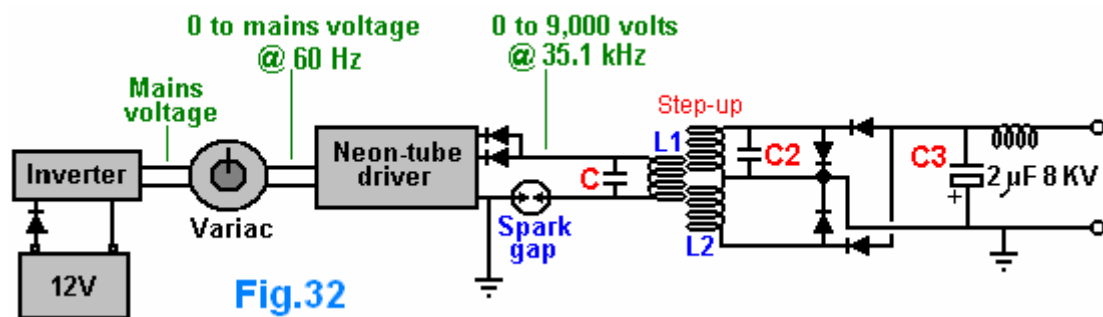 0 to mains voltage
@ 60 Hz
0 to 9,000 volts
@ 35.1 kHz
Mains
voltage
Step-up
Inverter
Variac
Neon-tube
driver
C
Spark
gap
L1
L2
C2
C3
+
2 µF 8 KV
12V
Fig.32